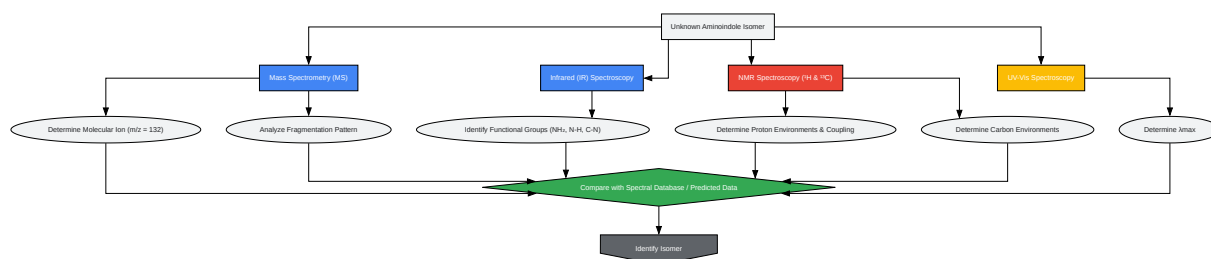 Unknown Aminoindole Isomer
Mass Spectrometry (MS)
Infrared (IR) Spectroscopy
NMR Spectroscopy (¹H & ¹³C)
UV-Vis Spectroscopy
Determine Molecular Ion (m/z = 132)
Analyze Fragmentation Pattern
Identify Functional Groups (NH₂, N-H, C-N)
Determine Proton Environments & Coupling
Determine Carbon Environments
Determine λmax
Compare with Spectral Database / Predicted Data
Identify Isomer